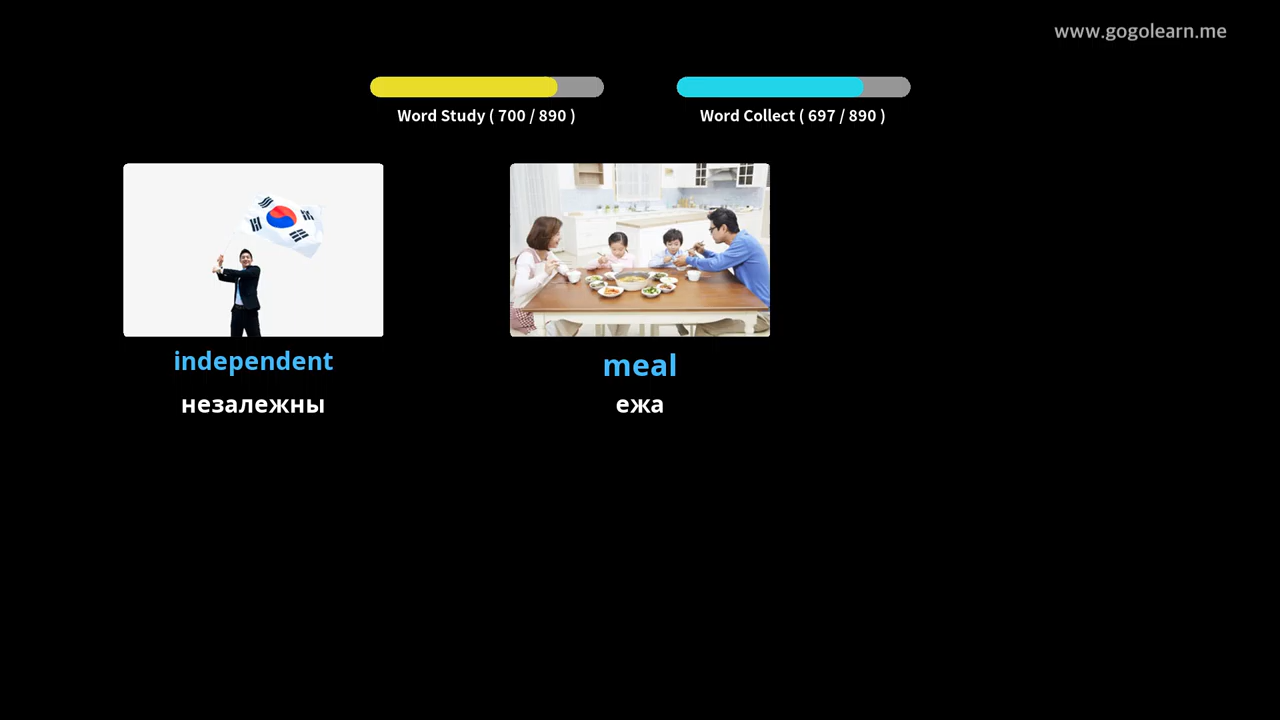 www.gogolearn.me
Word Study ( 700 / 890 )
Word Collect ( 697 / 890 )
independent
meal
незалежны
ежа